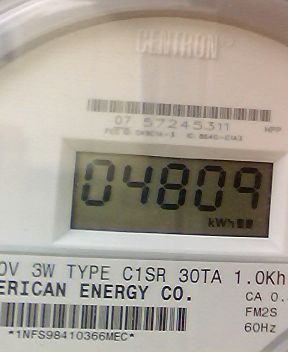 CENTRON
07 57245311 HPP
04809
kWh
0V 3W TYPE C1SR 30TA 1.0Kh
ERICAN ENERGY CO.
CA 0.
FM2S
60Hz
*1NFS98410366MEC*